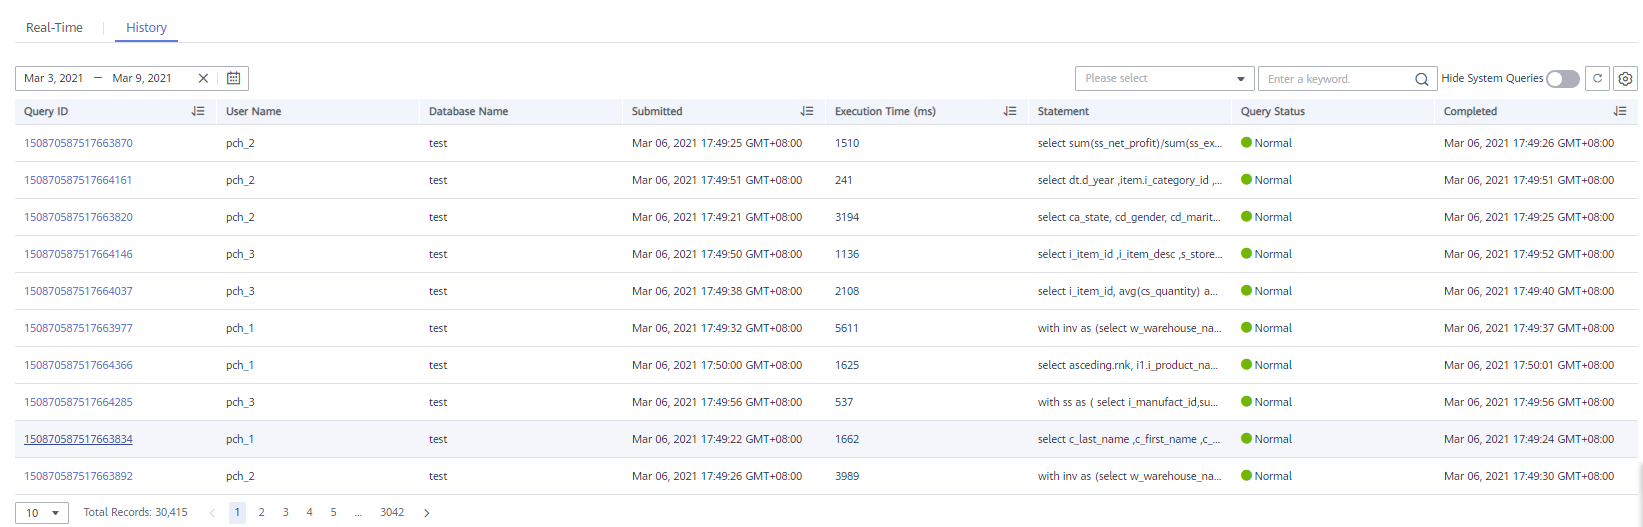 Real-Time History
Mar 3, 2021 – Mar 9, 2021 Please select Enter a keyword. Hide System Queries
Query ID User Name Database Name Submitted Execution Time (ms) Statement Query Status Completed
150870587517663870 pch_2 test Mar 06, 2021 17:49:25 GMT+08:00 1510 select sum(ss_net_profit)/sum(ss_ex... Normal Mar 06, 2021 17:49:26 GMT+08:00
150870587517664161 pch_2 test Mar 06, 2021 17:49:51 GMT+08:00 241 select dt.d_year ,item.i_category_id ,... Normal Mar 06, 2021 17:49:51 GMT+08:00
150870587517663820 pch_2 test Mar 06, 2021 17:49:21 GMT+08:00 3194 select ca_state, cd_gender, cd_marit... Normal Mar 06, 2021 17:49:25 GMT+08:00
150870587517664146 pch_3 test Mar 06, 2021 17:49:50 GMT+08:00 1136 select i_item_id ,i_item_desc ,s_store... Normal Mar 06, 2021 17:49:52 GMT+08:00
150870587517664037 pch_3 test Mar 06, 2021 17:49:38 GMT+08:00 2108 select i_item_id, avg(cs_quantity) a... Normal Mar 06, 2021 17:49:40 GMT+08:00
150870587517663977 pch_1 test Mar 06, 2021 17:49:32 GMT+08:00 5611 with inv as (select w_warehouse_na... Normal Mar 06, 2021 17:49:37 GMT+08:00
150870587517664366 pch_1 test Mar 06, 2021 17:50:00 GMT+08:00 1625 select asceding.rnk, i1.i_product_na... Normal Mar 06, 2021 17:50:01 GMT+08:00
150870587517664285 pch_3 test Mar 06, 2021 17:49:56 GMT+08:00 537 with ss as ( select i_manufact_id,su... Normal Mar 06, 2021 17:49:56 GMT+08:00
150870587517663834 pch_1 test Mar 06, 2021 17:49:22 GMT+08:00 1662 select c_last_name ,c_first_name ,c_... Normal Mar 06, 2021 17:49:24 GMT+08:00
150870587517663892 pch_2 test Mar 06, 2021 17:49:26 GMT+08:00 3989 with inv as (select w_warehouse_na... Normal Mar 06, 2021 17:49:30 GMT+08:00
10 Total Records: 30,415 < 1 2 3 4 5 ... 3042 >